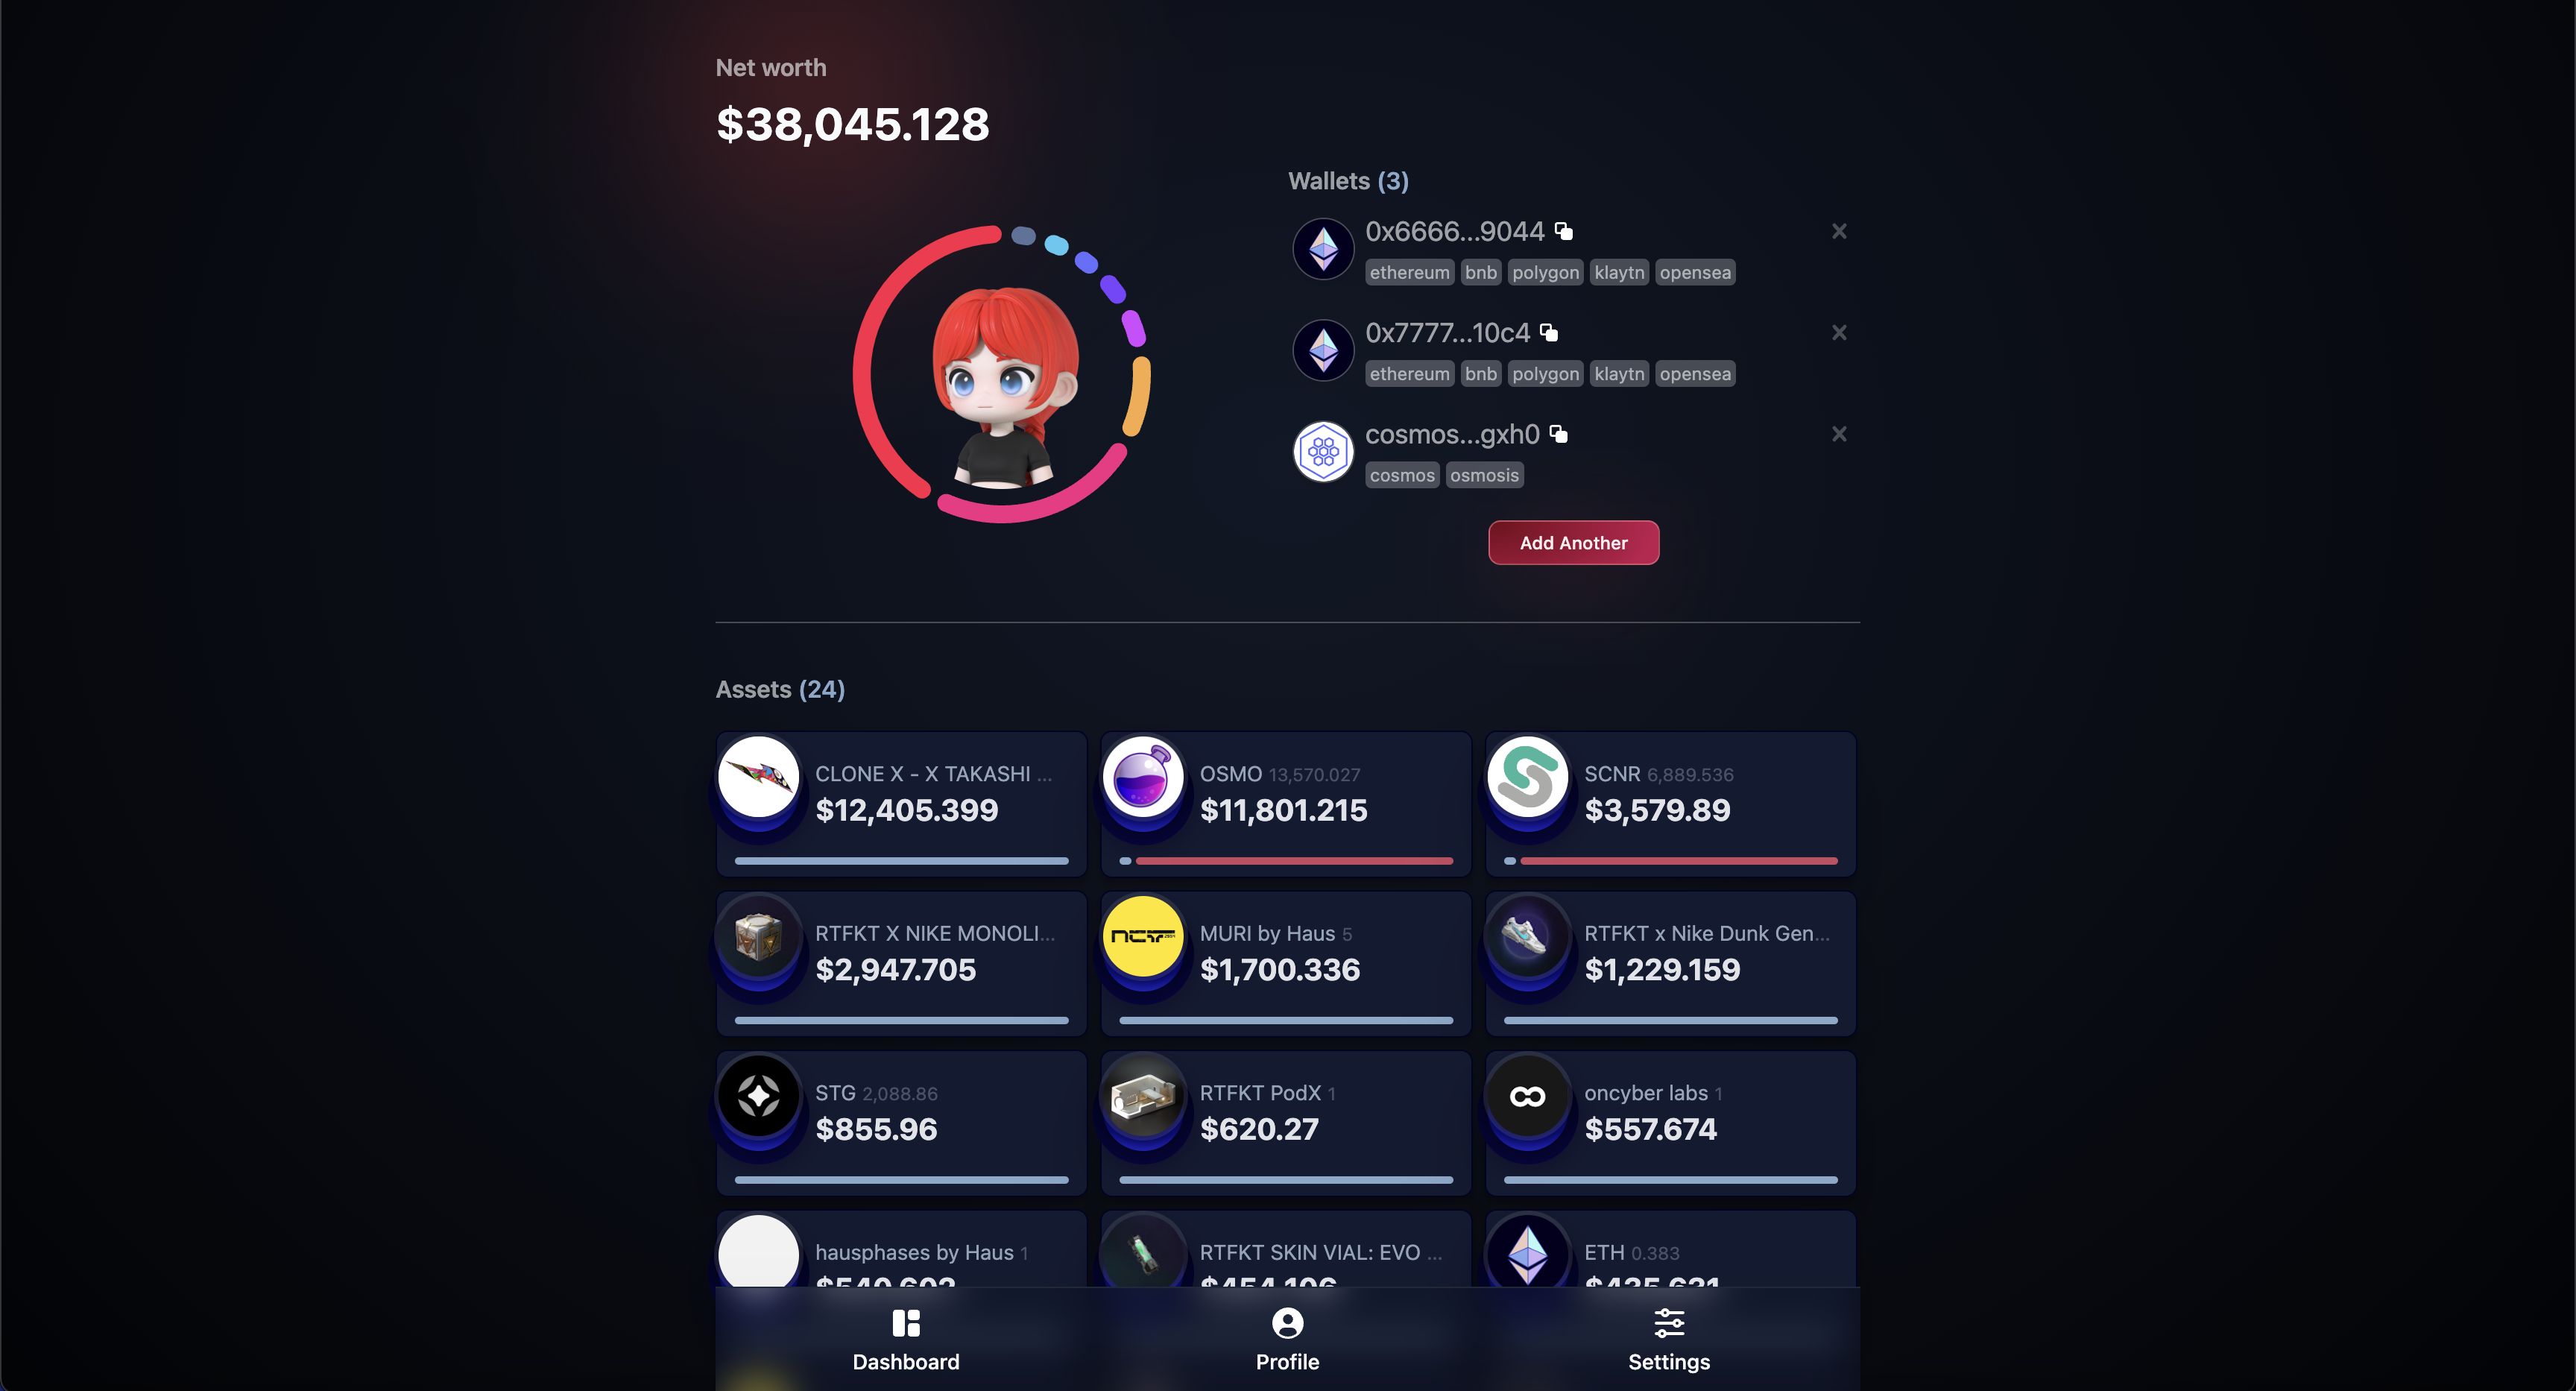 Net worth
$38,045.128
Wallets (3)
0x6666...9044
ethereum bnb polygon klaytn opensea
0x7777...10c4
ethereum bnb polygon klaytn opensea
cosmos...gxh0
cosmos osmosis
Add Another
Assets (24)
CLONE X - X TAKASHI ...
$12,405.399
OSMO 13,570.027
$11,801.215
SCNR 6,889.536
$3,579.89
RTFKT X NIKE MONOLI...
$2,947.705
MURI by Haus 5
$1,700.336
RTFKT x Nike Dunk Gen...
$1,229.159
STG 2,088.86
$855.96
RTFKT PodX 1
$620.27
oncyber labs 1
$557.674
hausphases by Haus 1
RTFKT SKIN VIAL: EVO ...
ETH 0.383
Dashboard
Profile
Settings